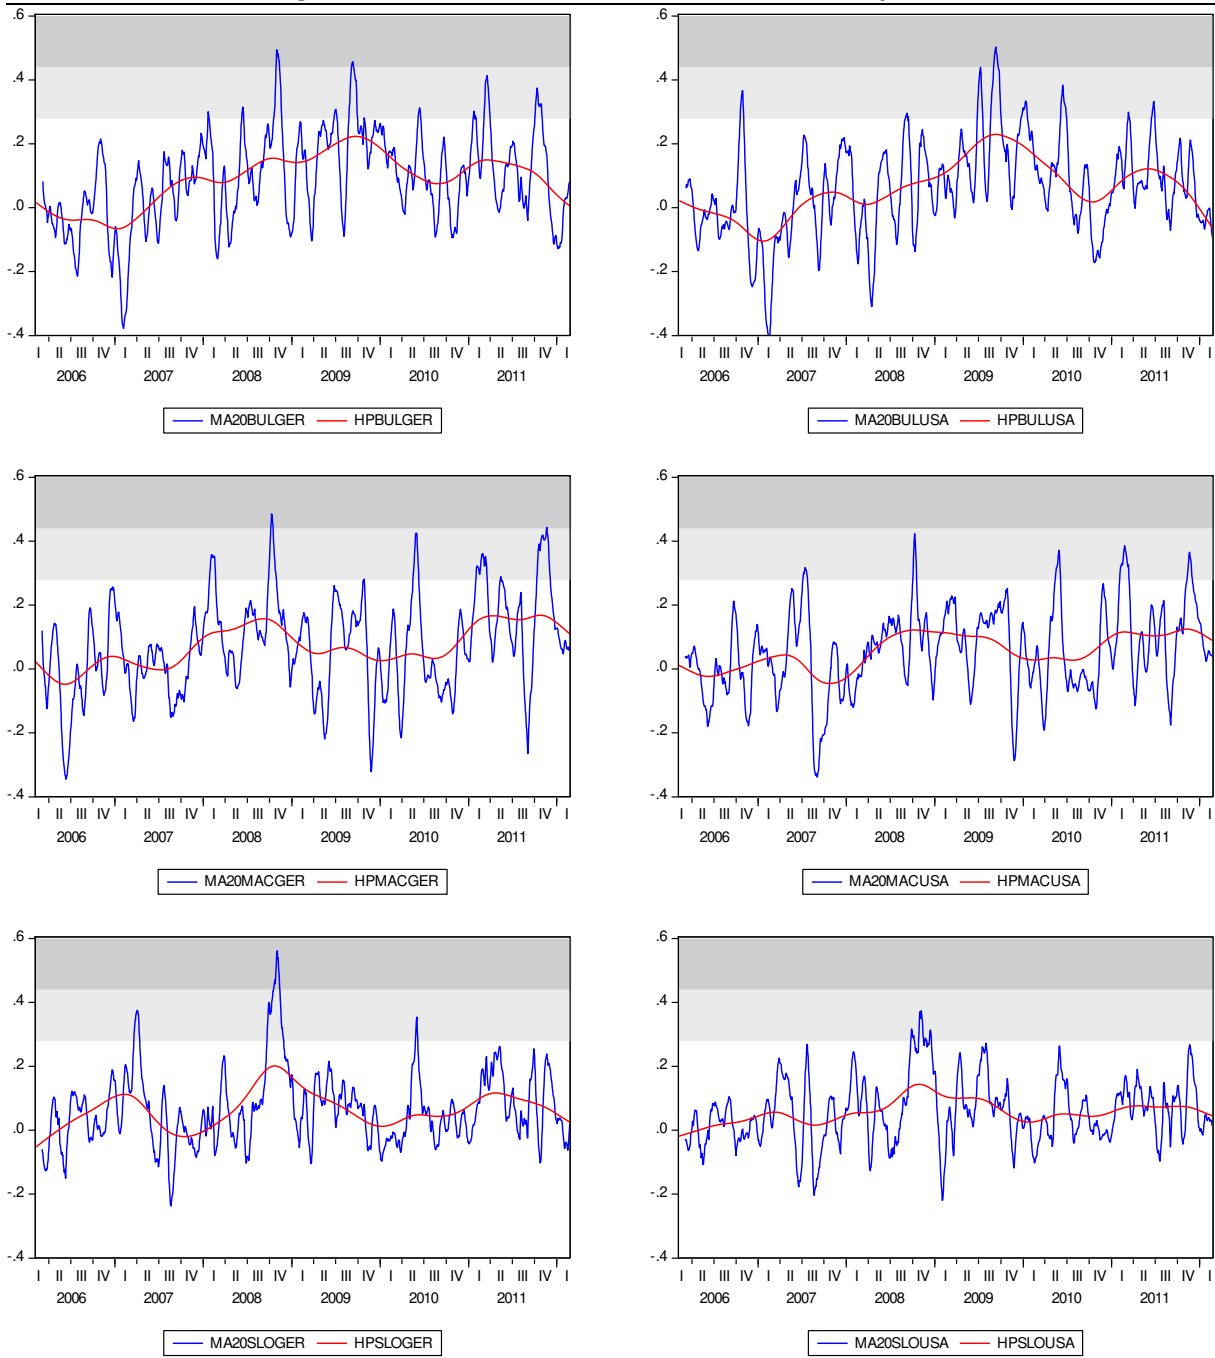 .6 .6
.4 .4
.2 .2
.0 .0
-.2 -.2
-.4 -.4
I II III IV I II III IV I II III IV I II III IV I II III IV I II III IV I I II III IV I II III IV I II III IV I II III IV I II III IV I II III IV I
2006 2007 2008 2009 2010 2011 2006 2007 2008 2009 2010 2011
MA20BULGER HPBULGER MA20BULUSA HPBULUSA
.6 .6
.4 .4
.2 .2
.0 .0
-.2 -.2
-.4 -.4
I II III IV I II III IV I II III IV I II III IV I II III IV I II III IV I I II III IV I II III IV I II III IV I II III IV I II III IV I II III IV I
2006 2007 2008 2009 2010 2011 2006 2007 2008 2009 2010 2011
MA20MACGER HPMACGER MA20MACUSA HPMACUSA
.6 .6
.4 .4
.2 .2
.0 .0
-.2 -.2
-.4 -.4
I II III IV I II III IV I II III IV I II III IV I II III IV I II III IV I I II III IV I II III IV I II III IV I II III IV I II III IV I II III IV I
2006 2007 2008 2009 2010 2011 2006 2007 2008 2009 2010 2011
MA20SLOGER HPSLOGER MA20SLOUSA HPSLOUSA